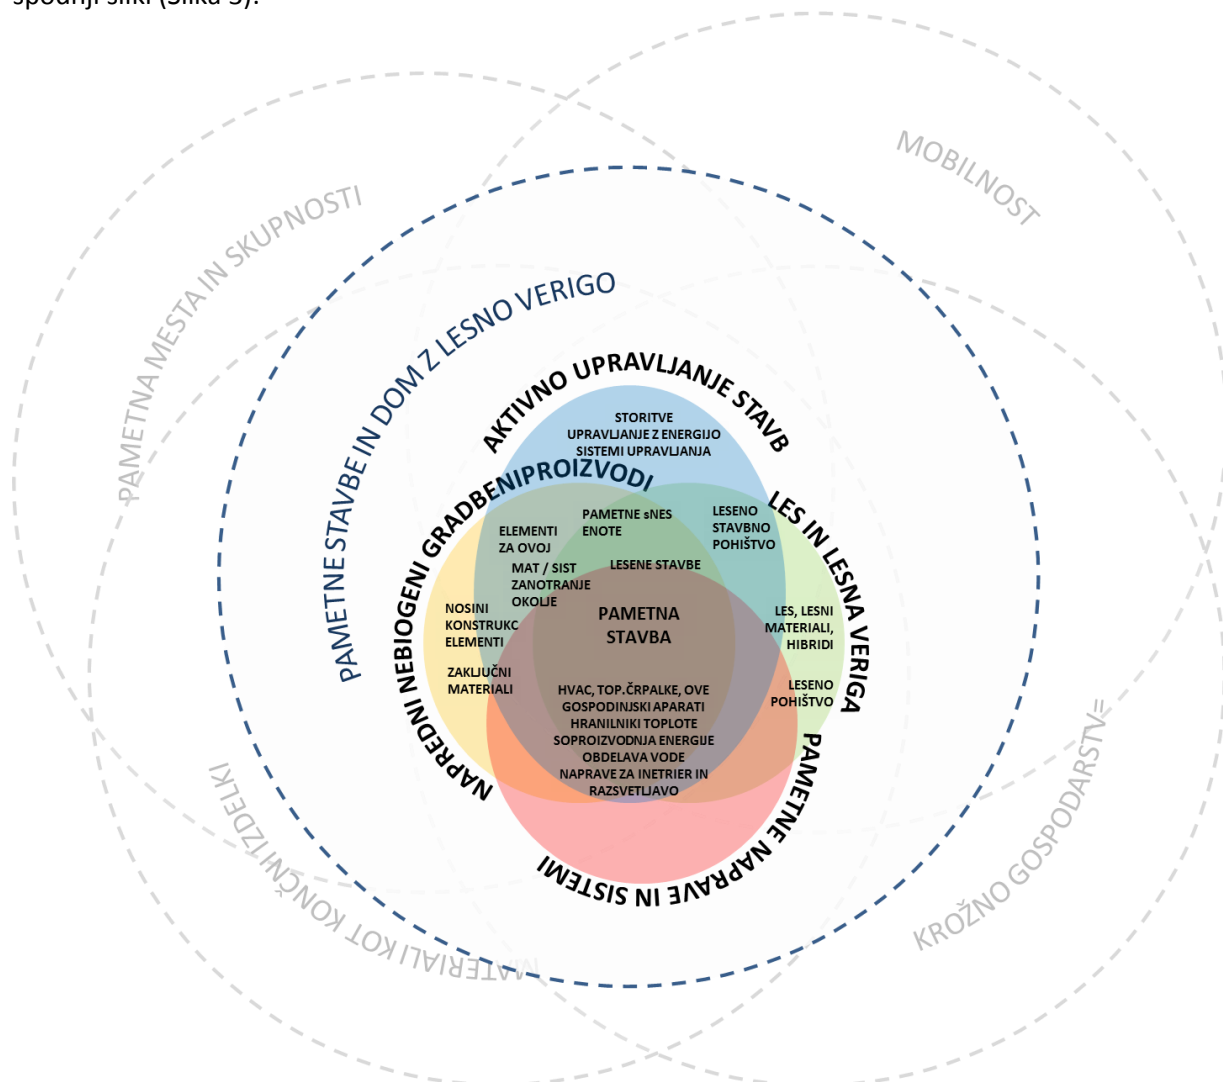 spodnji sliki (Slika 3).
MOBILNOST
PAMETNA MESTA IN SKUPNOSTI
PAMETNE STAVBE IN DOM Z LESNO VERIGO
AKTIVNO UPRAVLJANJE STAVB
STORITVE
UPRAVLJANJE Z ENERGIJO
SISTEMI UPRAVLJANJA
NAPREDNI NEBIOGENI GRADBENIPROIZVODI
LES IN LESNA VERIGA
PAMETNE sNES
ENOTE
LESENO
STAVBNO
POHIŠTVO
ELEMENTI
ZA OVOJ
MAT / SIST
ZANOTRANJE
OKOLJE
LESENE STAVBE
NOSINI
KONSTRUKC
ELEMENTI
PAMETNA
STAVBA
LES, LESNI
MATERIALI,
HIBRIDI
ZAKLJUČNI
MATERIALI
LESENO
POHIŠTVO
HVAC, TOP.ČRPALKE, OVE
GOSPODINJSKI APARATI
HRANILNIKI TOPLOTE
SOPROIZVODNJA ENERGIJE
OBDELAVA VODE
NAPRAVE ZA INETRIER IN
RAZSVETLJAVO
PAMETNE NAPRAVE IN SISTEMI
MATERIALI KOT KONČNI IZDELKI
KROŽNO GOSPODARSTV=